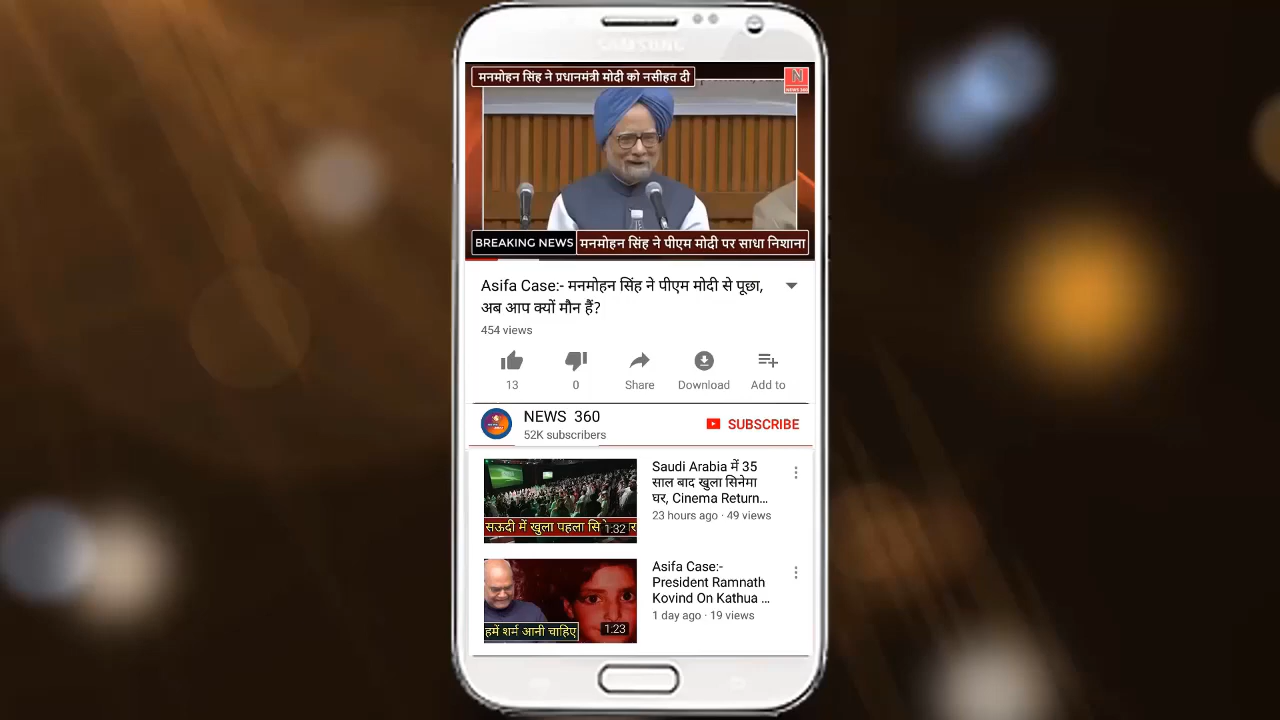 SAMSUNG
मनमोहन सिंह ने प्रधानमंत्री मोदी को नसीहत दी
N
NEWS 360
BREAKING NEWS मनमोहन सिंह ने पीएम मोदी पर साधा निशाना
Asifa Case:- मनमोहन सिंह ने पीएम मोदी से पूछा,
अब आप क्यों मौन हैं?
454 views
13 0 Share Download Add to
NEWS 360
52K subscribers
SUBSCRIBE
Saudi Arabia में 35
साल बाद खुला सिनेमा
घर, Cinema Return...
23 hours ago · 49 views
सऊदी में खुला पहला
1:32
Asifa Case:-
President Ramnath
Kovind On Kathua ...
1 day ago · 19 views
हमें शर्म आनी चाहिए
1:23